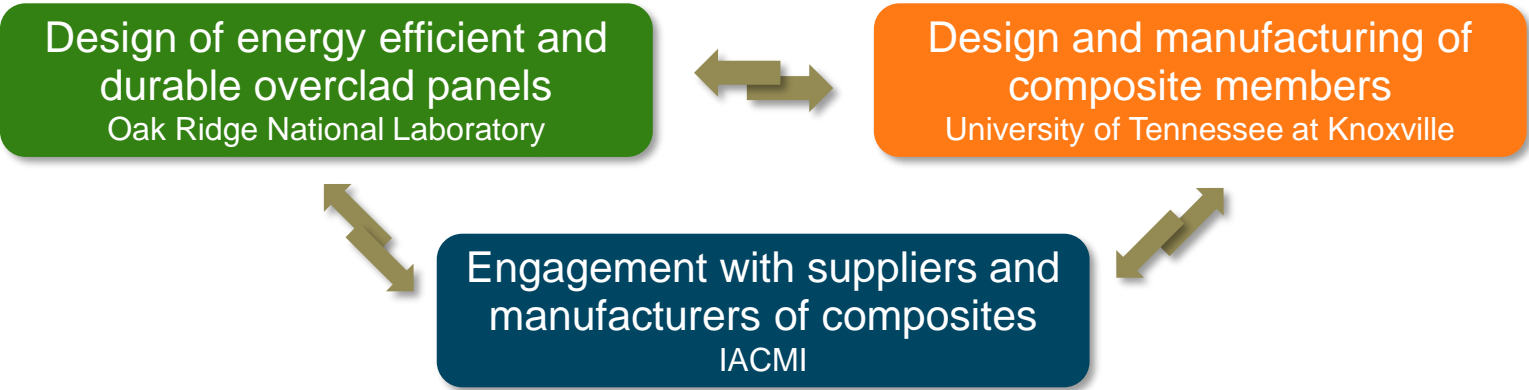 Design of energy efficient and
durable overclad panels
Oak Ridge National Laboratory
Design and manufacturing of
composite members
University of Tennessee at Knoxville
Engagement with suppliers and
manufacturers of composites
IACMI